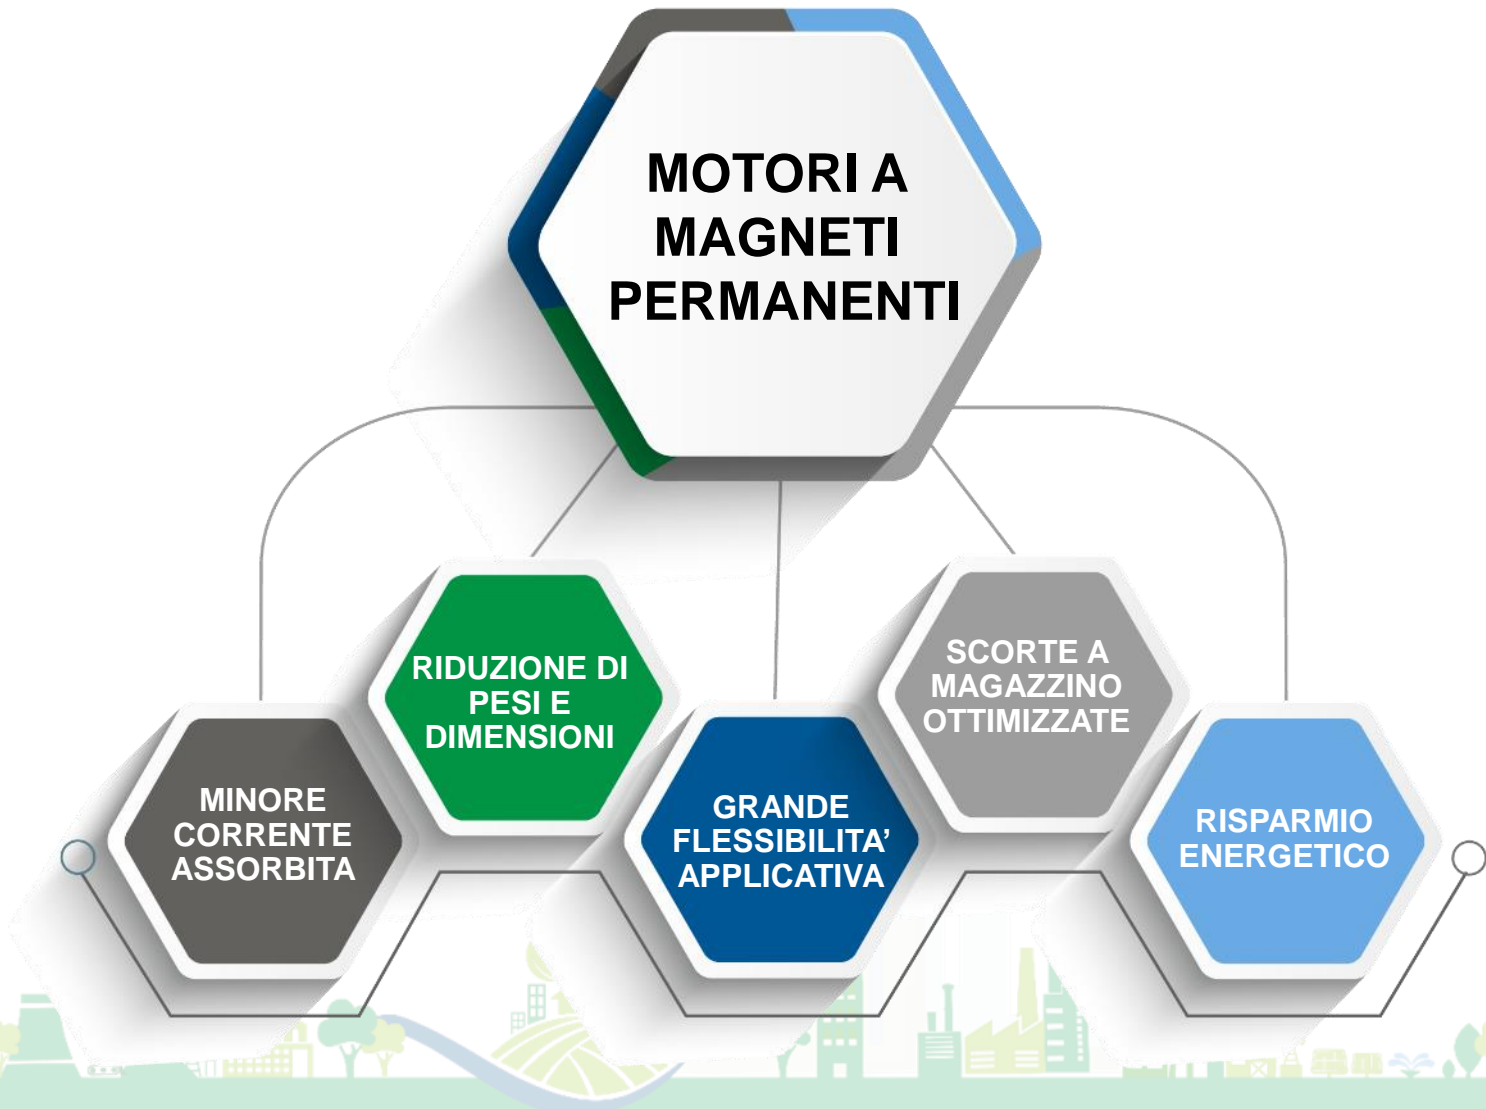 MOTORI A
MAGNETI
PERMANENTI
MINORE
CORRENTE
ASSORBITA
RIDUZIONE DI
PESI E
DIMENSIONI
GRANDE
FLESSIBILITA’
APPLICATIVA
SCORTE A
MAGAZZINO
OTTIMIZZATE
RISPARMIO
ENERGETICO